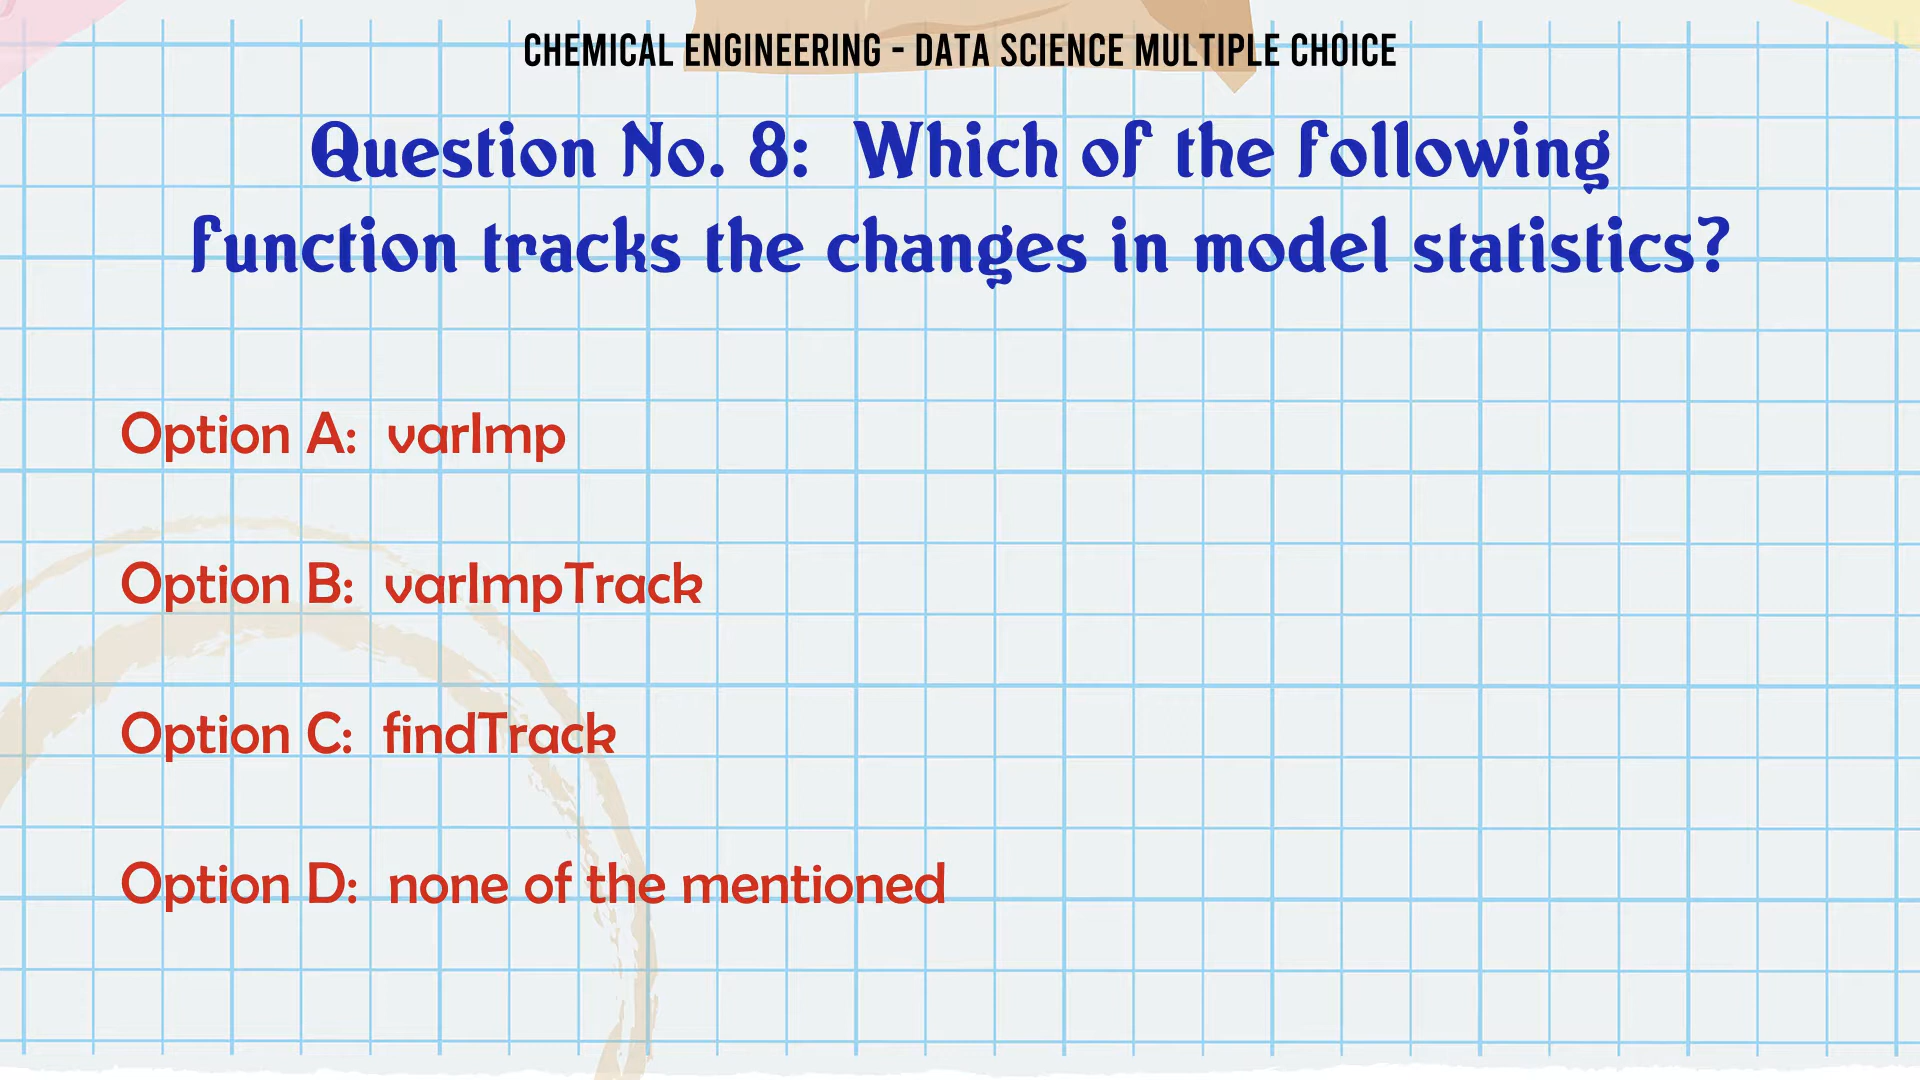 CHEMICAL ENGINEERING - DATA SCIENCE MULTIPLE CHOICE
Question No. 8: Which of the following
function tracks the changes in model statistics?
Option A: varImp
Option B: varImpTrack
Option C: findTrack
Option D: none of the mentioned